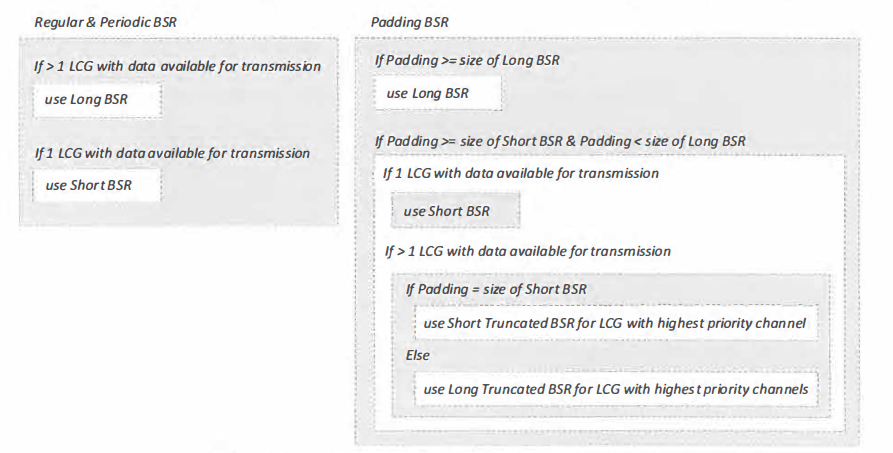 Regular & Periodic BSR
If > 1 LCG with data available for transmission
use Long BSR
If 1 LCG with data available for transmission
use Short BSR
Padding BSR
If Padding >= size of Long BSR
use Long BSR
If Padding >= size of Short BSR & Padding < size of Long BSR
If 1 LCG with data available for transmission
use Short BSR
If > 1 LCG with data available for transmission
If Padding = size of Short BSR
use Short Truncated BSR for LCG with highest priority channel
Else
use Long Truncated BSR for LCG with highest priority channels